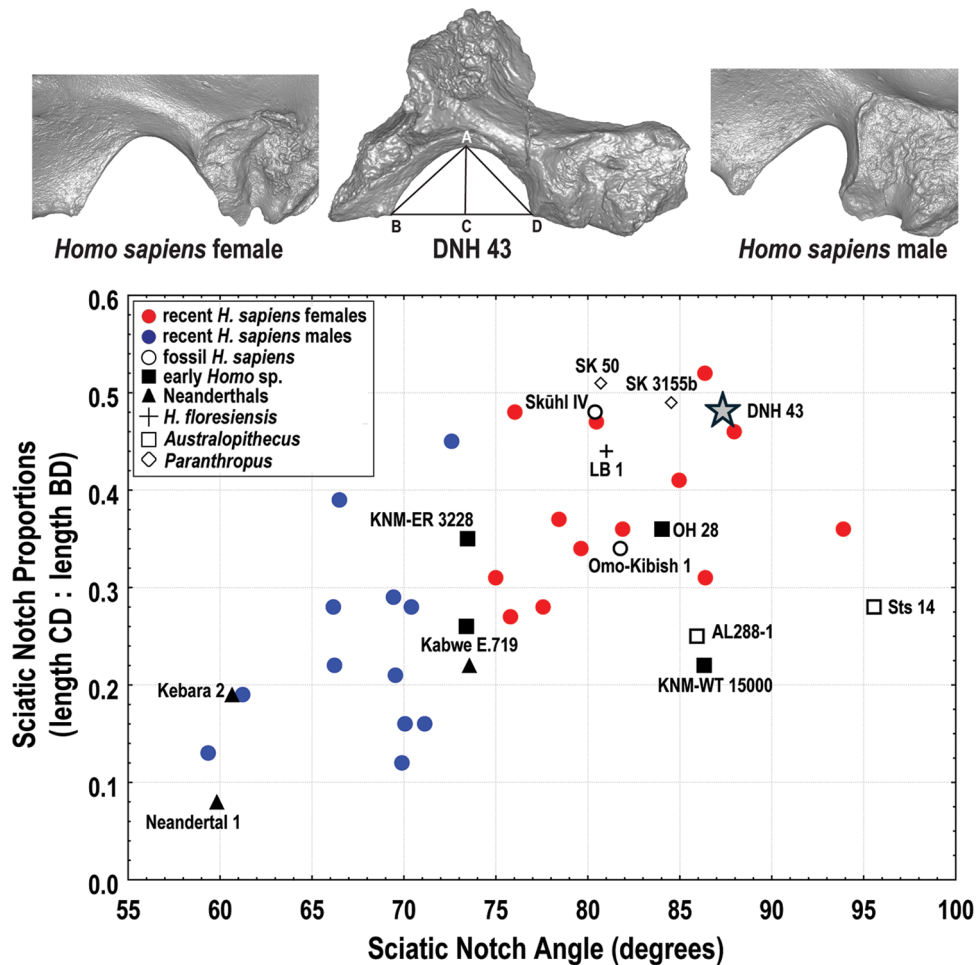 A
B
C
D
Homo sapiens female
DNH 43
Homo sapiens male
Sciatic Notch Proportions
(length CD : length BD)
0.6
0.5
0.4
0.3
0.2
0.1
0.0
recent H. sapiens females
recent H. sapiens males
fossil H. sapiens
early Homo sp.
Neanderthals
H. floresiensis
Australopithecus
Paranthropus
SK 50
SK 3155b
Skūhl IV
DNH 43
LB 1
KNM-ER 3228
OH 28
Omo-Kibish 1
Sts 14
AL288-1
Kabwe E.719
KNM-WT 15000
Kebara 2
Neandertal 1
55
60
65
70
75
80
85
90
95
100
Sciatic Notch Angle (degrees)